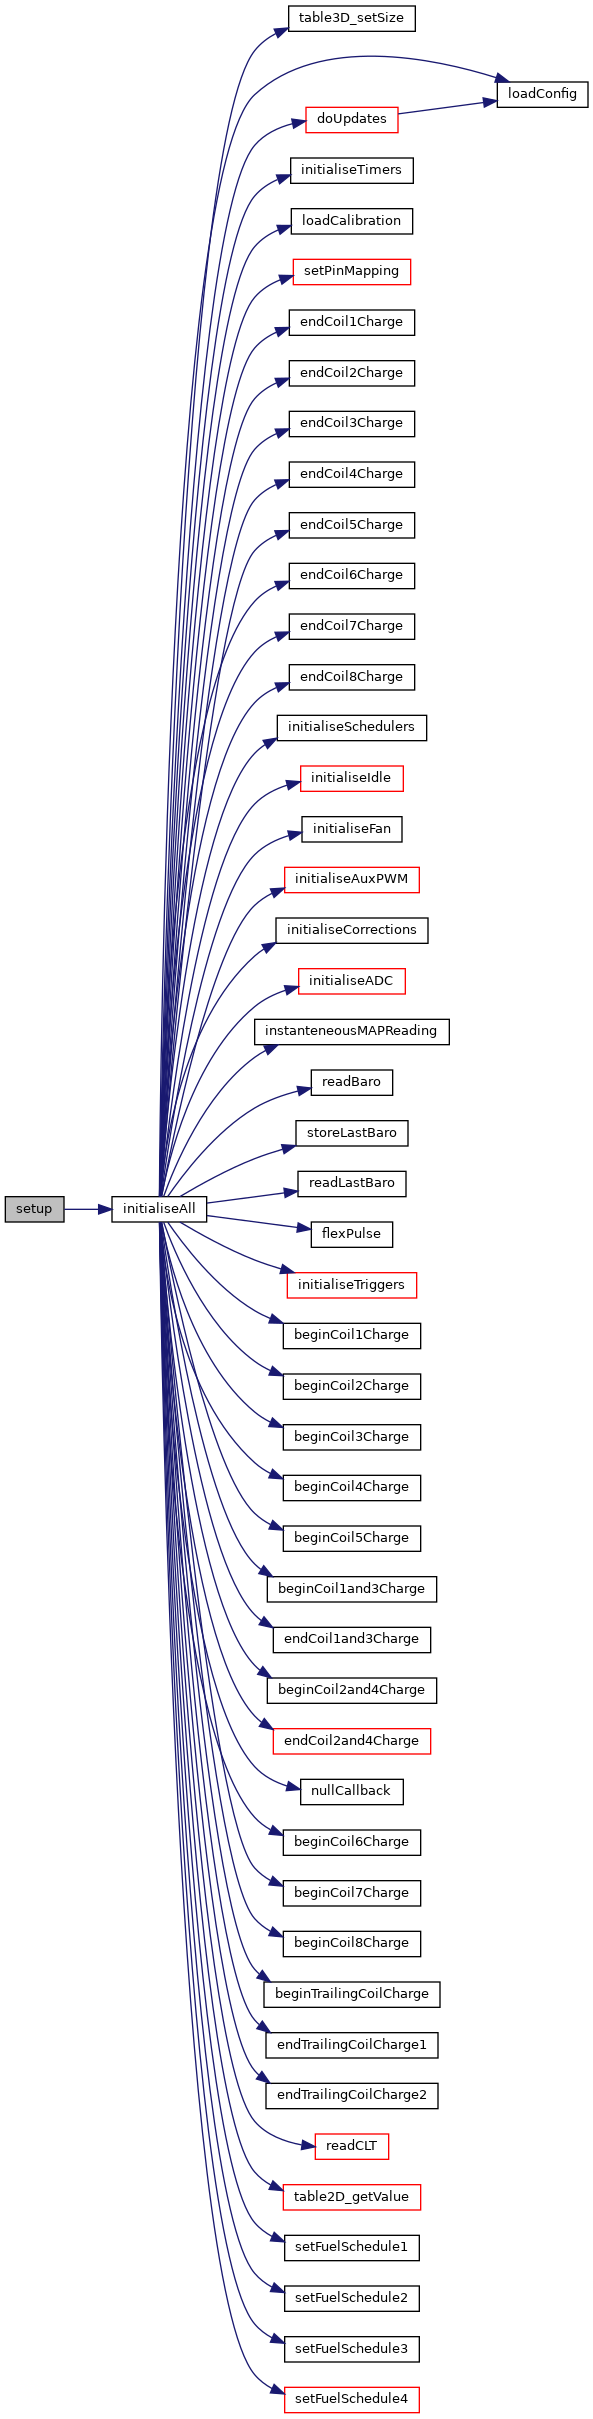 table3D_setSize
loadConfig
doUpdates
initialiseTimers
loadCalibration
setPinMapping
endCoil1Charge
endCoil2Charge
endCoil3Charge
endCoil4Charge
endCoil5Charge
endCoil6Charge
endCoil7Charge
endCoil8Charge
initialiseSchedulers
initialiseIdle
initialiseFan
initialiseAuxPWM
initialiseCorrections
initialiseADC
instanteneousMAPReading
readBaro
storeLastBaro
readLastBaro
setup
initialiseAll
flexPulse
initialiseTriggers
beginCoil1Charge
beginCoil2Charge
beginCoil3Charge
beginCoil4Charge
beginCoil5Charge
beginCoil1and3Charge
endCoil1and3Charge
beginCoil2and4Charge
endCoil2and4Charge
nullCallback
beginCoil6Charge
beginCoil7Charge
beginCoil8Charge
beginTrailingCoilCharge
endTrailingCoilCharge1
endTrailingCoilCharge2
readCLT
table2D_getValue
setFuelSchedule1
setFuelSchedule2
setFuelSchedule3
setFuelSchedule4